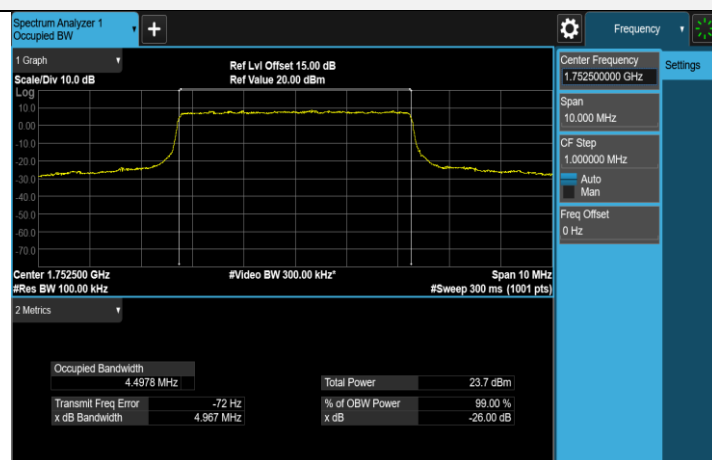 Spectrum Analyzer 1
Occupied BW
+
Frequency
1 Graph
Scale/Div 10.0 dB
Ref Lvl Offset 15.00 dB
Ref Value 20.00 dBm
Log
10.0
0.00
-10.0
-20.0
-30.0
-40.0
-50.0
-60.0
-70.0
Center 1.752500 GHz
#Video BW 300.00 kHz*
Span 10 MHz
#Res BW 100.00 kHz
#Sweep 300 ms (1001 pts)
2 Metrics
Occupied Bandwidth
4.4978 MHz
Total Power 23.7 dBm
Transmit Freq Error -72 Hz
% of OBW Power 99.00 %
x dB Bandwidth 4.967 MHz
x dB -26.00 dB
Center Frequency
1.752500000 GHz
Settings
Span
10.000 MHz
CF Step
1.000000 MHz
Auto
Man
Freq Offset
0 Hz